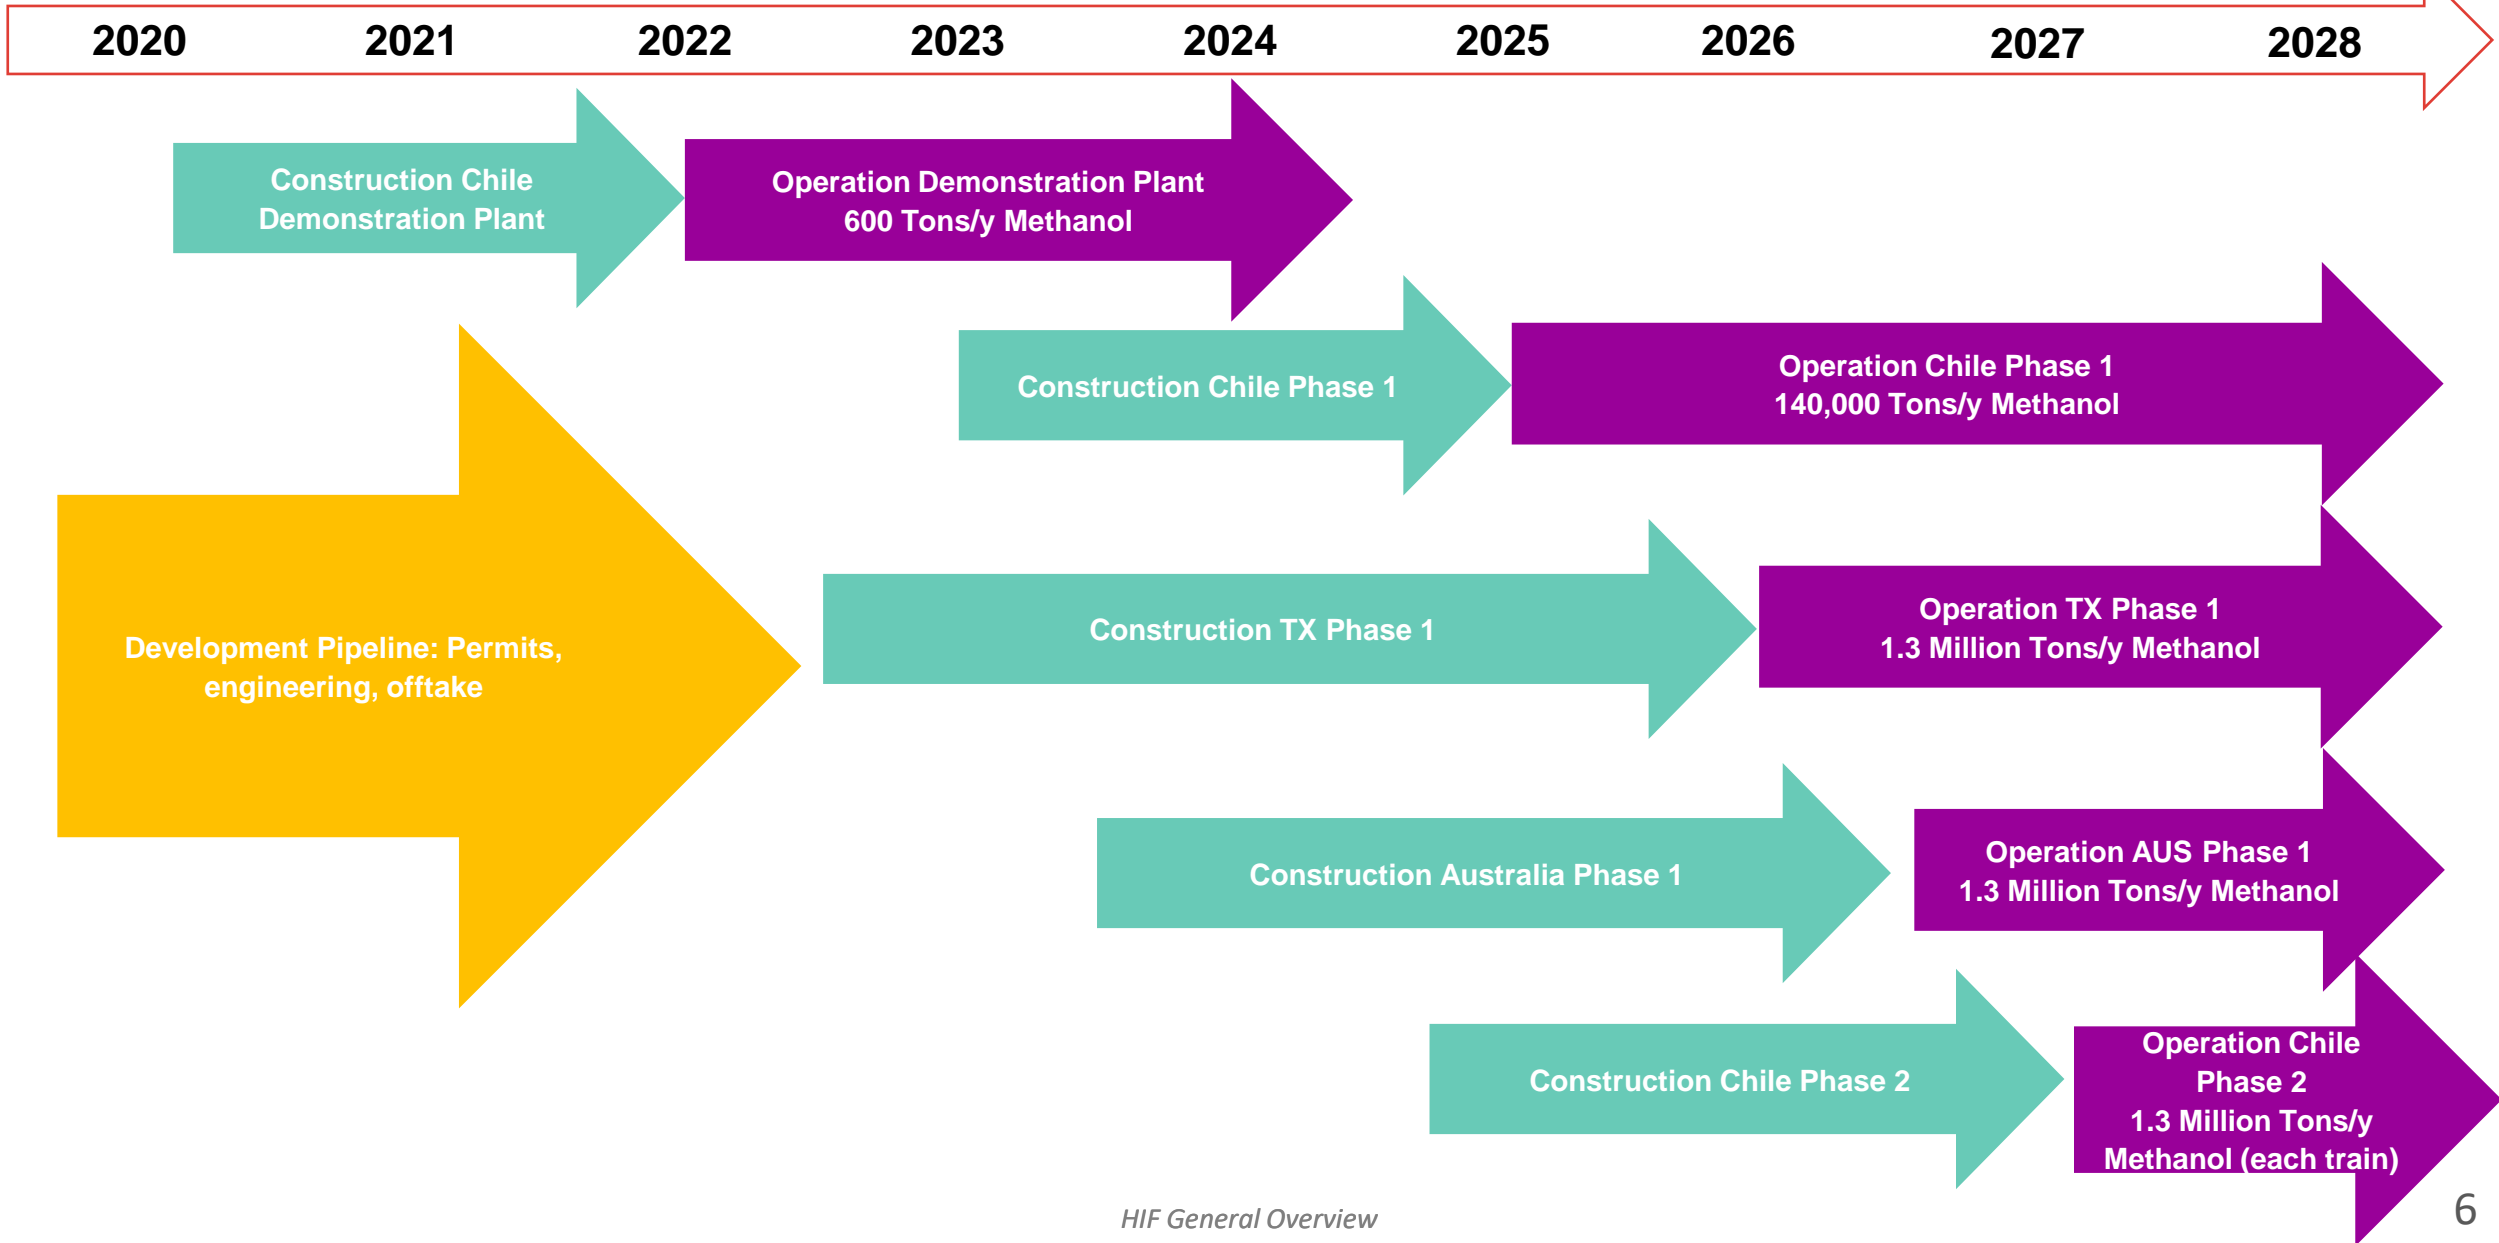 2020 2021 2022 2023 2024 2025 2026 2027 2028
Construction Chile
Demonstration Plant
Operation Demonstration Plant
600 Tons/y Methanol
Construction Chile Phase 1
Operation Chile Phase 1
140,000 Tons/y Methanol
Development Pipeline: Permits,
engineering, offtake
Construction TX Phase 1
Operation TX Phase 1
1.3 Million Tons/y Methanol
Construction Australia Phase 1
Operation AUS Phase 1
1.3 Million Tons/y Methanol
Construction Chile Phase 2
Operation Chile
Phase 2
1.3 Million Tons/y
Methanol (each train)
HIF General Overview
6